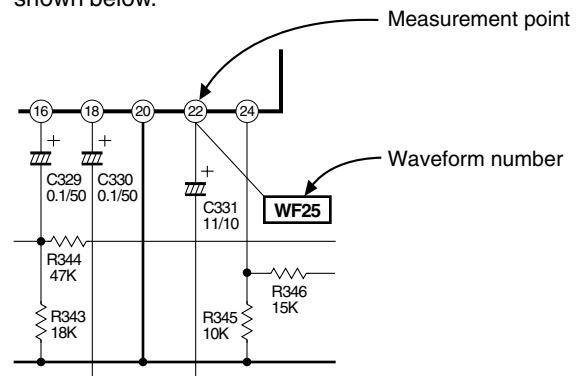 shown below.
Measurement point
16 18 20 22 24
+ + +
Waveform number
C329
0.1/50
C330
0.1/50
C331
11/10
WF25
R344
47K
R346
15K
R343
18K
R345
10K